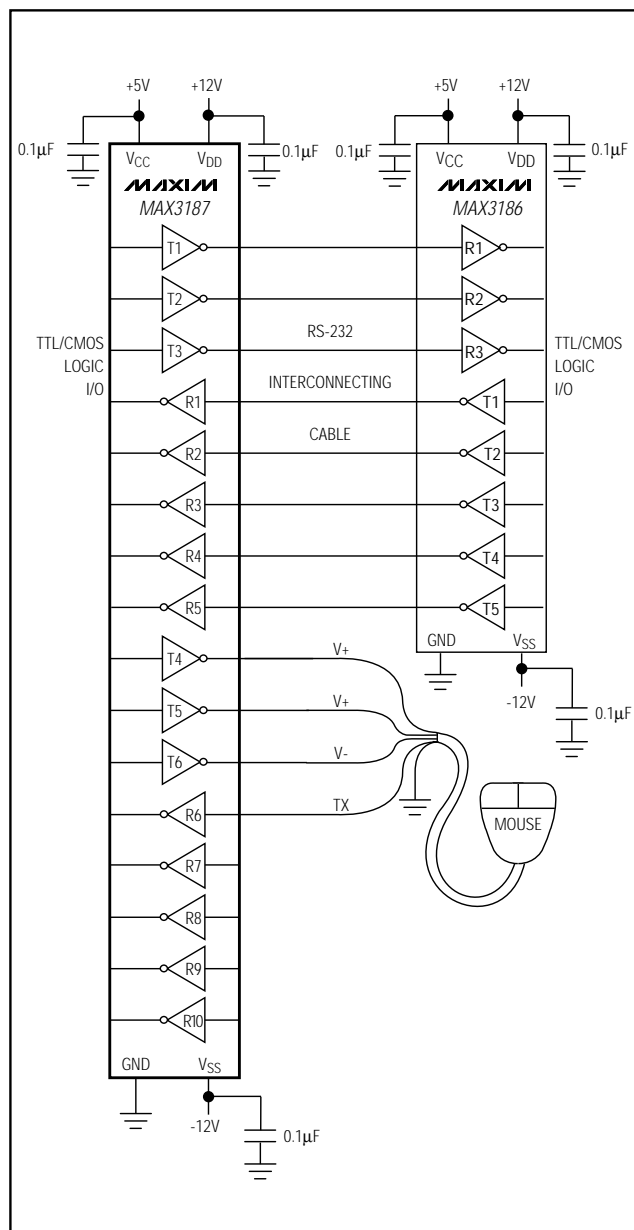 +5V +12V +5V +12V
0.1µF 0.1µF 0.1µF 0.1µF
VCC VDD VCC VDD
MAXIM MAXIM
MAX3187 MAX3186
T1 R1
T2 R2
RS-232
T3 R3
TTL/CMOS
LOGIC
I/O
TTL/CMOS
LOGIC
I/O
INTERCONNECTING
R1 T1
CABLE
R2 T2
R3 T3
R4 T4
R5 T5
GND VSS
-12V
0.1µF
T4 V+
T5 V+
T6 V-
R6 TX
MOUSE
R7
R8
R9
R10
GND VSS
-12V
0.1µF